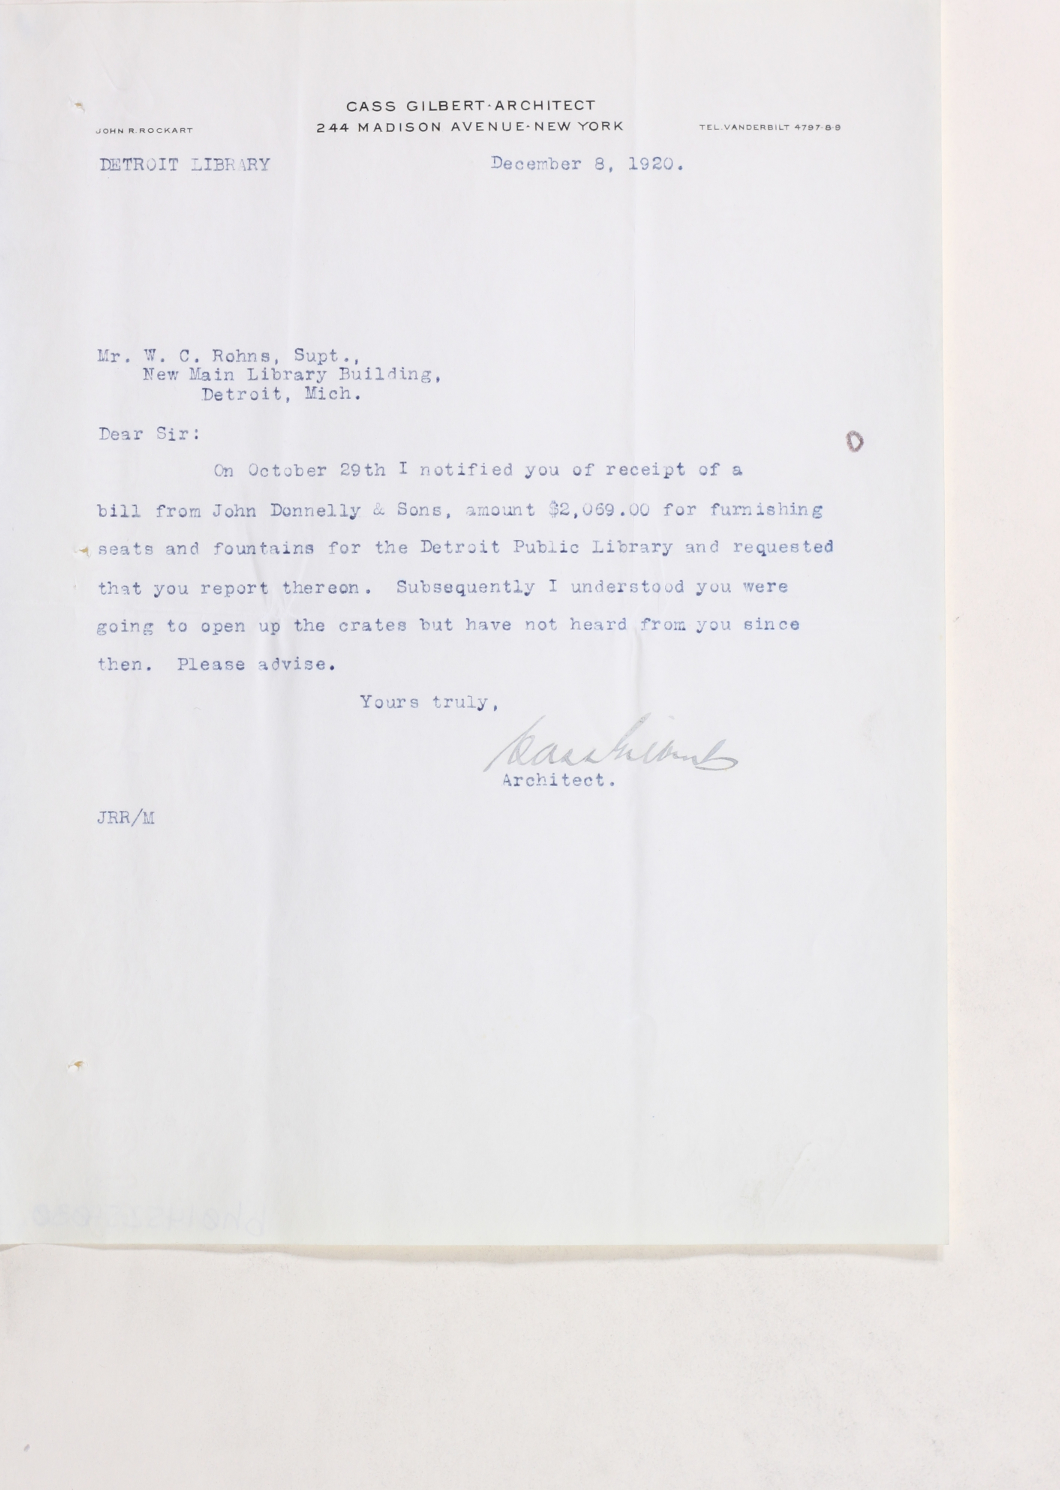 CASS GILBERT·ARCHITECT
244 MADISON AVENUE·NEW YORK
JOHN R. ROCKART
TEL. VANDERBILT 4797-8-9
DETROIT LIBRARY
December 8, 1920.
Mr. W. C. Rohns, Supt.,
New Main Library Building,
Detroit, Mich.
Dear Sir:
On October 29th I notified you of receipt of a
bill from John Donnelly & Sons, amount $2,069.00 for furnishing
seats and fountains for the Detroit Public Library and requested
that you report thereon. Subsequently I understood you were
going to open up the crates but have not heard from you since
then. Please advise.
Yours truly,
Cass Gilbert
Architect.
JRR/M